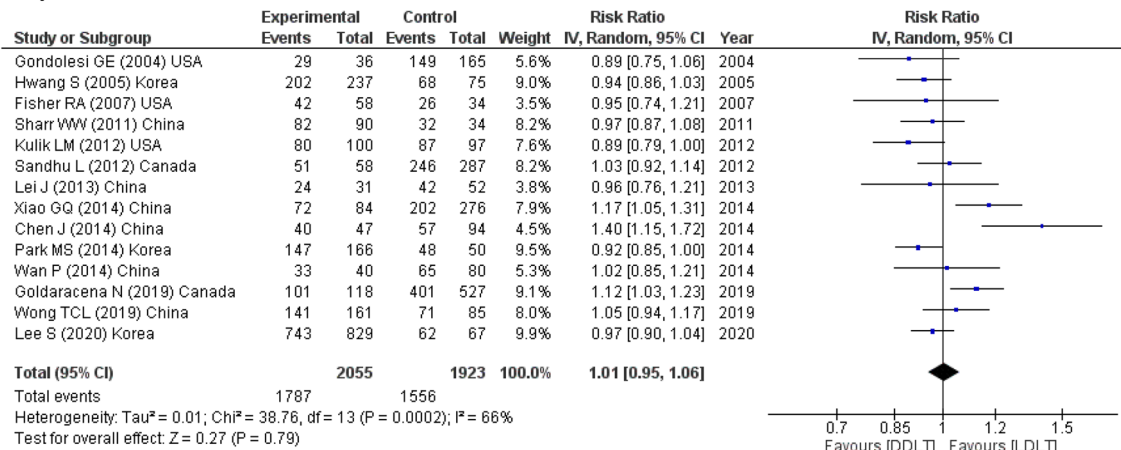 Experimental Control Risk Ratio Risk Ratio
Study or Subgroup Events Total Events Total Weight IV, Random, 95% CI Year IV, Random, 95% CI
Gondolesi GE (2004) USA 29 36 149 165 5.6% 0.89 [0.75, 1.06] 2004
Hwang S (2005) Korea 202 237 68 75 9.0% 0.94 [0.86, 1.03] 2005
Fisher RA (2007) USA 42 58 26 34 3.5% 0.95 [0.74, 1.21] 2007
Sharr WW (2011) China 82 90 32 34 8.2% 0.97 [0.87, 1.08] 2011
Kulik LM (2012) USA 80 100 87 97 7.6% 0.89 [0.79, 1.00] 2012
Sandhu L (2012) Canada 51 58 246 287 8.0% 1.03 [0.92, 1.14] 2012
Lei J (2013) China 24 31 42 52 3.8% 0.96 [0.76, 1.21] 2013
Xiao GQ (2014) China 72 84 202 276 7.9% 1.17 [1.05, 1.31] 2014
Chen J (2014) China 40 47 57 94 4.5% 1.40 [1.15, 1.72] 2014
Park MS (2014) Korea 147 166 48 50 9.7% 0.92 [0.85, 1.00] 2014
Wan P (2014) China 33 40 65 80 5.3% 1.02 [0.85, 1.21] 2014
Goldaracena N (2019) Canada 101 118 401 527 9.1% 1.12 [1.03, 1.23] 2019
Wong TCL (2019) China 141 161 71 85 8.0% 1.05 [0.94, 1.17] 2019
Lee S (2020) Korea 743 829 62 67 9.9% 0.97 [0.90, 1.04] 2020
Total (95% CI) 2055 1923 100.0% 1.01 [0.95, 1.06]
Total events 1787 1556
Heterogeneity: Tau² = 0.01; Chi² = 38.76, df = 13 (P = 0.0002); I² = 66%
Test for overall effect: Z = 0.27 (P = 0.79)
0.7 0.85 1 1.2 1.5
Favours [DDLT] Favours [LDLT]